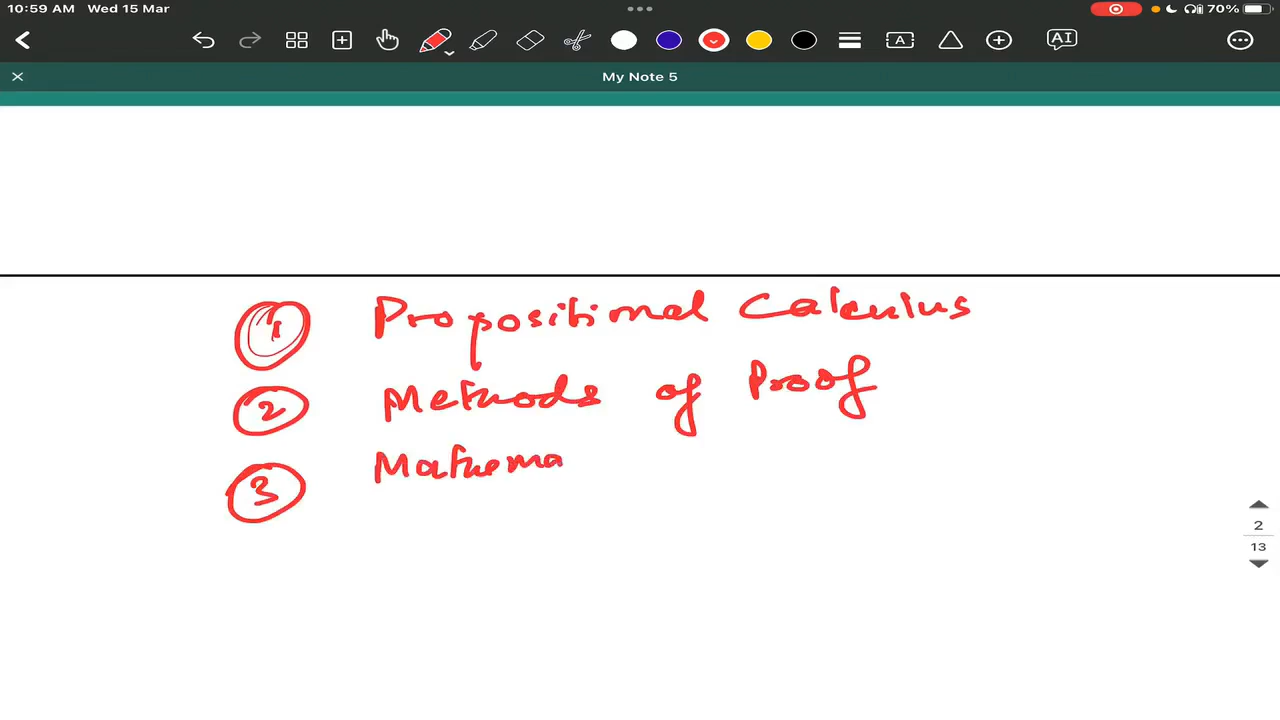 10:59 AM Wed 15 Mar
70%
A
AI
My Note 5
1 Propositional Calculus
2 Methods of Proof
3 Mathema
2
13